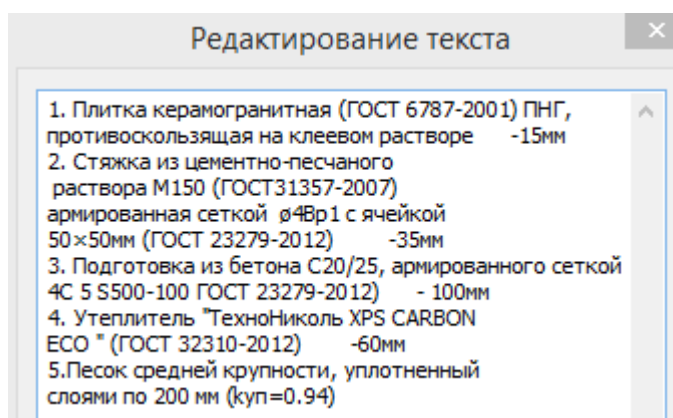 Редактирование текста
1. Плитка керамогранитная (ГОСТ 6787-2001) ПНГ,
противоскользящая на клеевом растворе -15мм
2. Стяжка из цементно-песчаного
раствора М150 (ГОСТ31357-2007)
армированная сеткой ø4Вр1 с ячейкой
50×50мм (ГОСТ 23279-2012) -35мм
3. Подготовка из бетона С20/25, армированного сеткой
4С 5 S500-100 ГОСТ 23279-2012) - 100мм
4. Утеплитель "ТехноНиколь XPS CARBON
ECO " (ГОСТ 32310-2012) -60мм
5.Песок средней крупности, уплотненный
слоями по 200 мм (kуп=0.94)